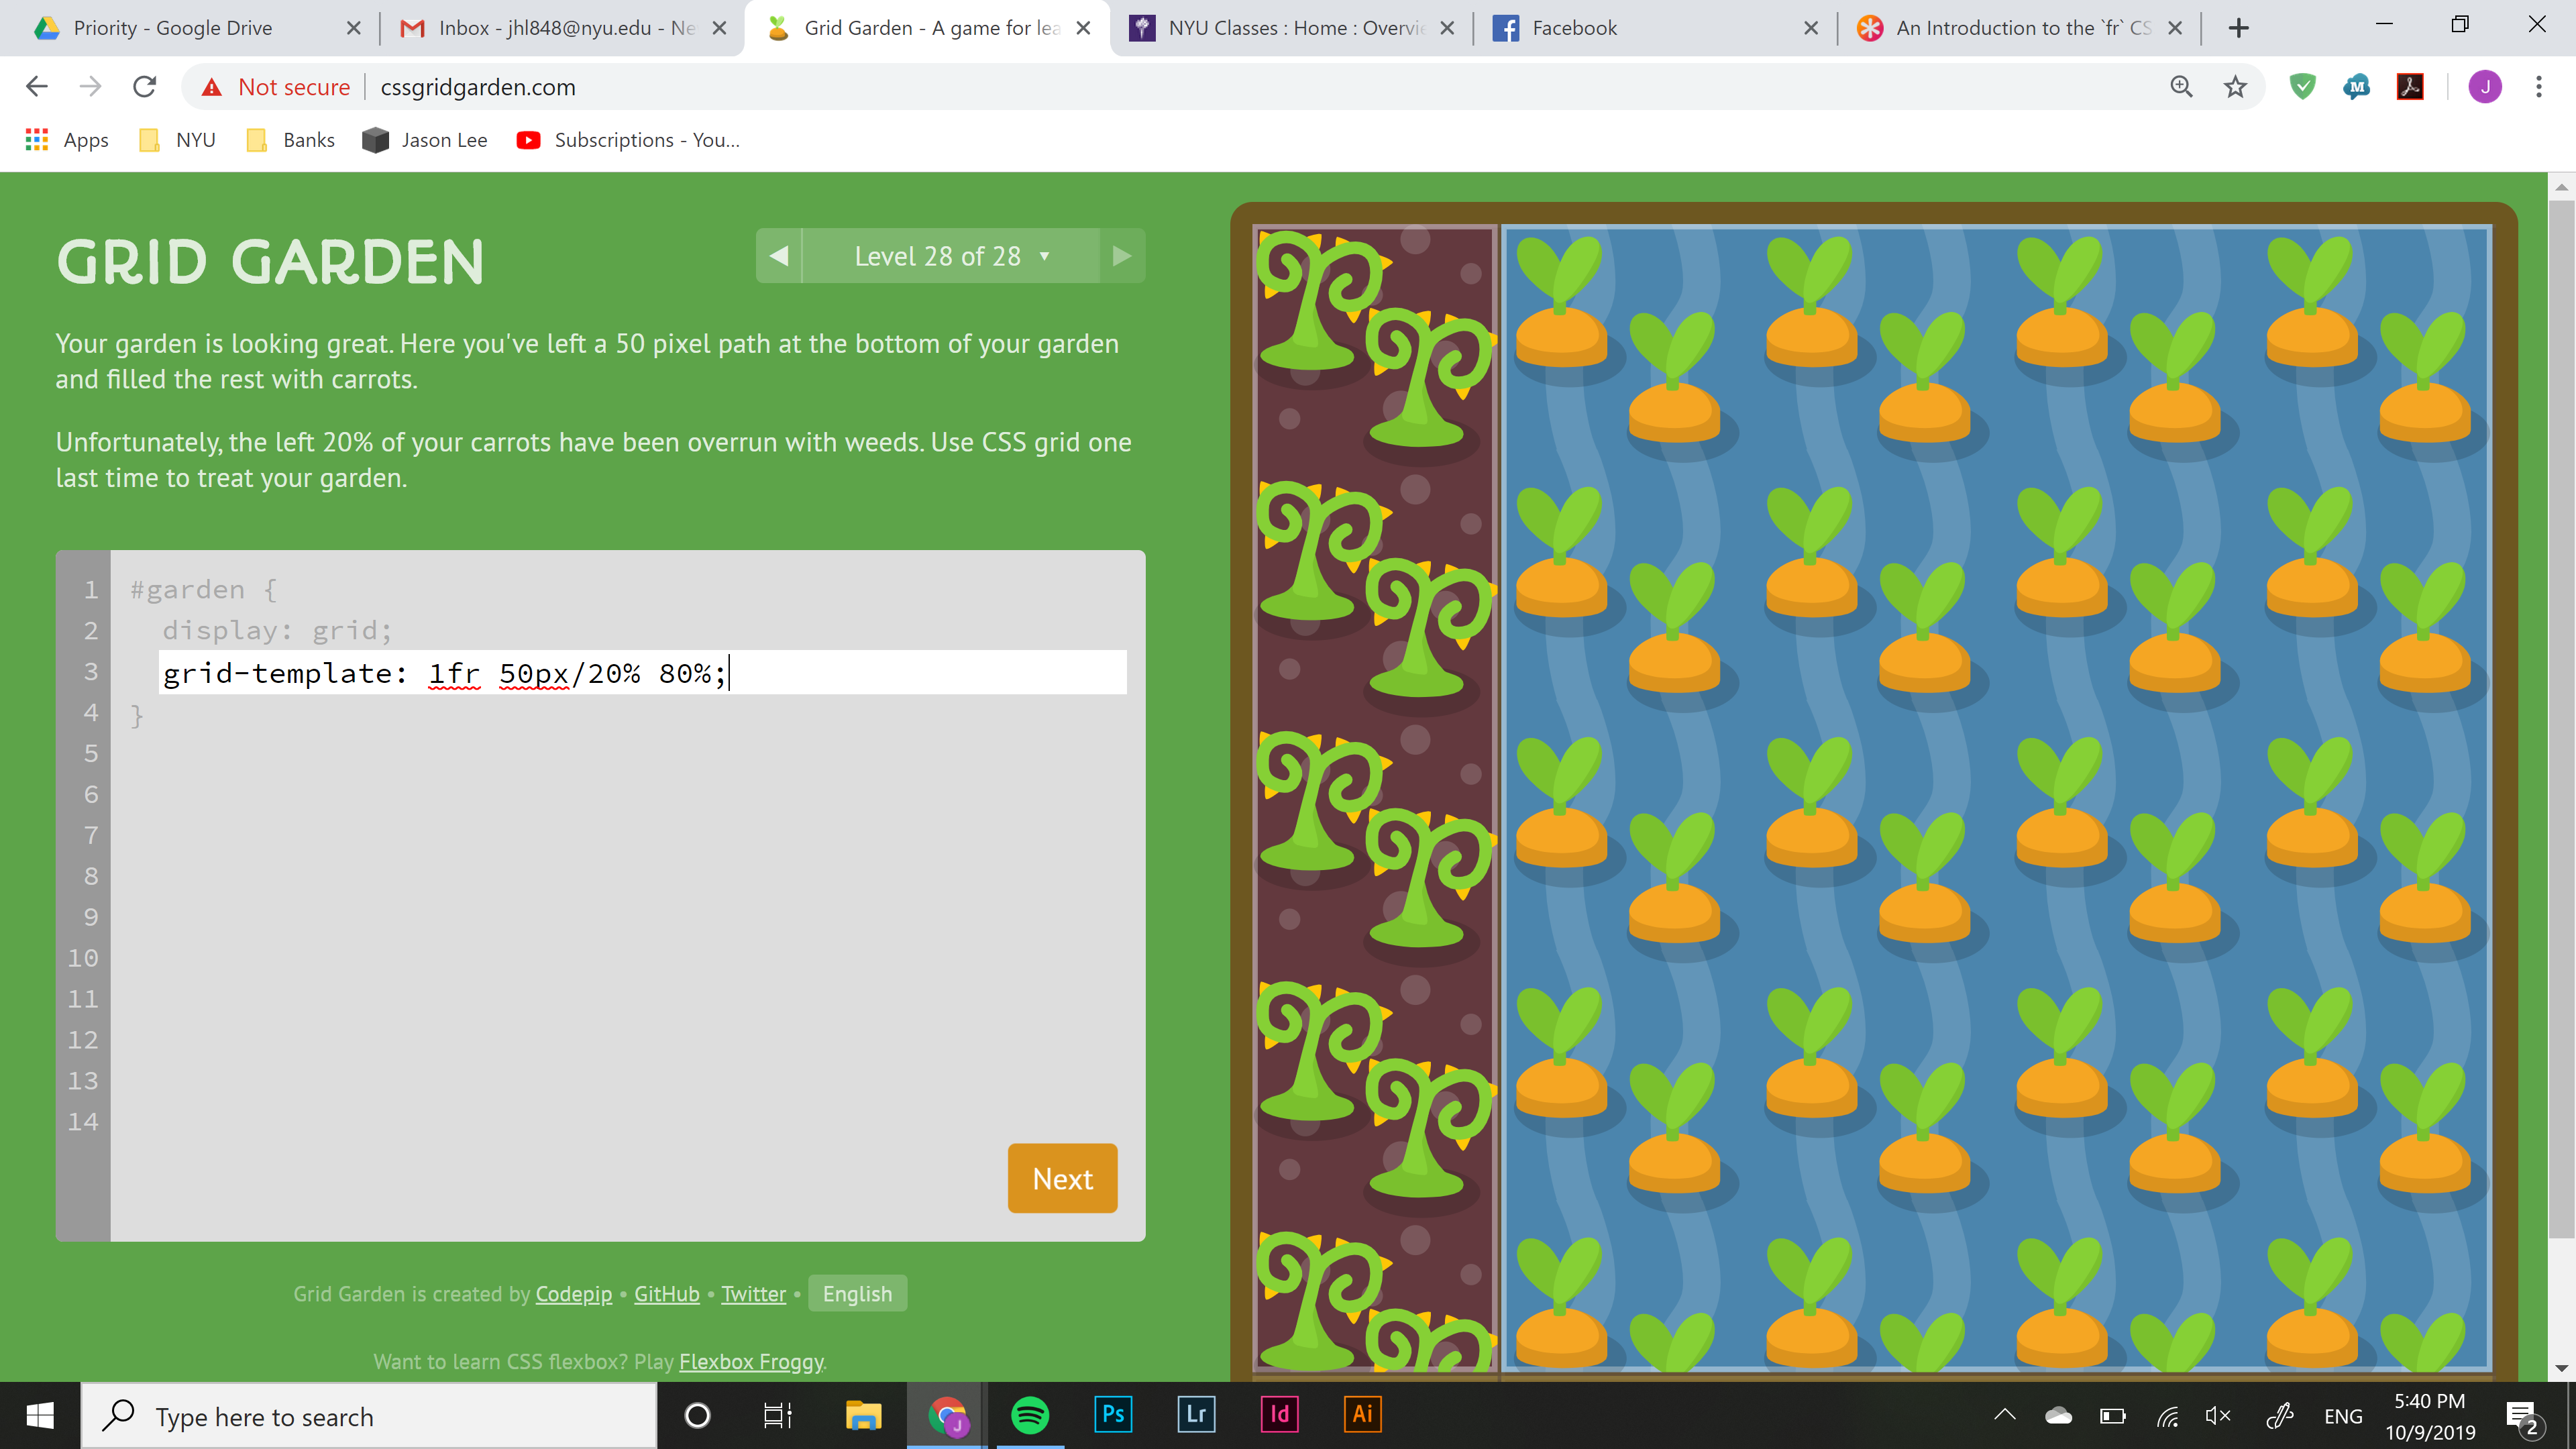 Priority - Google Drive
Inbox - jhl848@nyu.edu - Ne
Grid Garden - A game for lea
NYU Classes : Home : Overvie
Facebook
An Introduction to the `fr` CS
Not secure
cssgridgarden.com
M
J
Apps
NYU
Banks
Jason Lee
Subscriptions - You...
GRID GARDEN
Level 28 of 28
Your garden is looking great. Here you've left a 50 pixel path at the bottom of your garden
and filled the rest with carrots.
Unfortunately, the left 20% of your carrots have been overrun with weeds. Use CSS grid one
last time to treat your garden.
1 #garden {
2 display: grid;
3 grid-template: 1fr 50px/20% 80%;
4 }
5
6
7
8
9
10
11
12
13
14
Next
Grid Garden is created by Codepip • GitHub • Twitter • English
Want to learn CSS flexbox? Play Flexbox Froggy.
Type here to search
J
Ps
Lr
Id
Ai
ENG
5:40 PM
10/9/2019
2